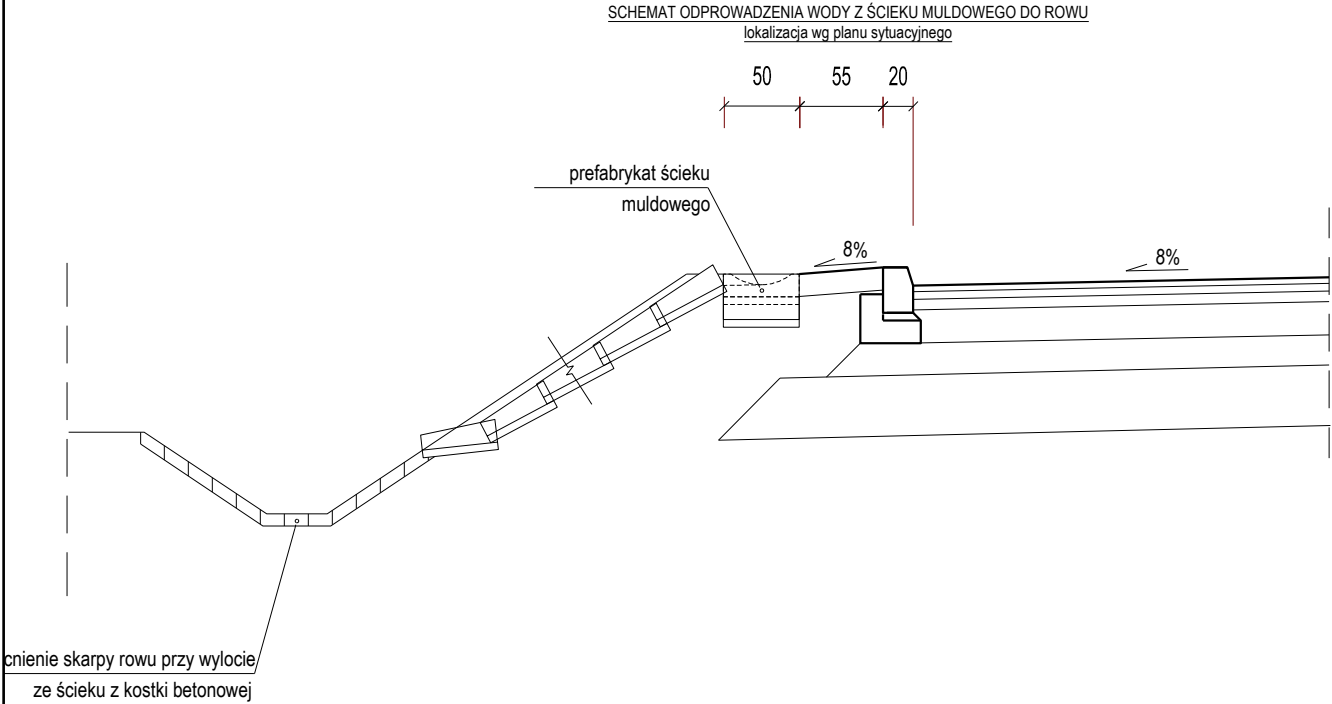 SCHEMAT ODPROWADZENIA WODY Z ŚCIEKU MULDOWEGO DO ROWU
lokalizacja wg planu sytuacyjnego
50 55 20
prefabrykat ścieku
muldowego
8% 8%
cnienie skarpy rowu przy wylocie
ze ścieku z kostki betonowej